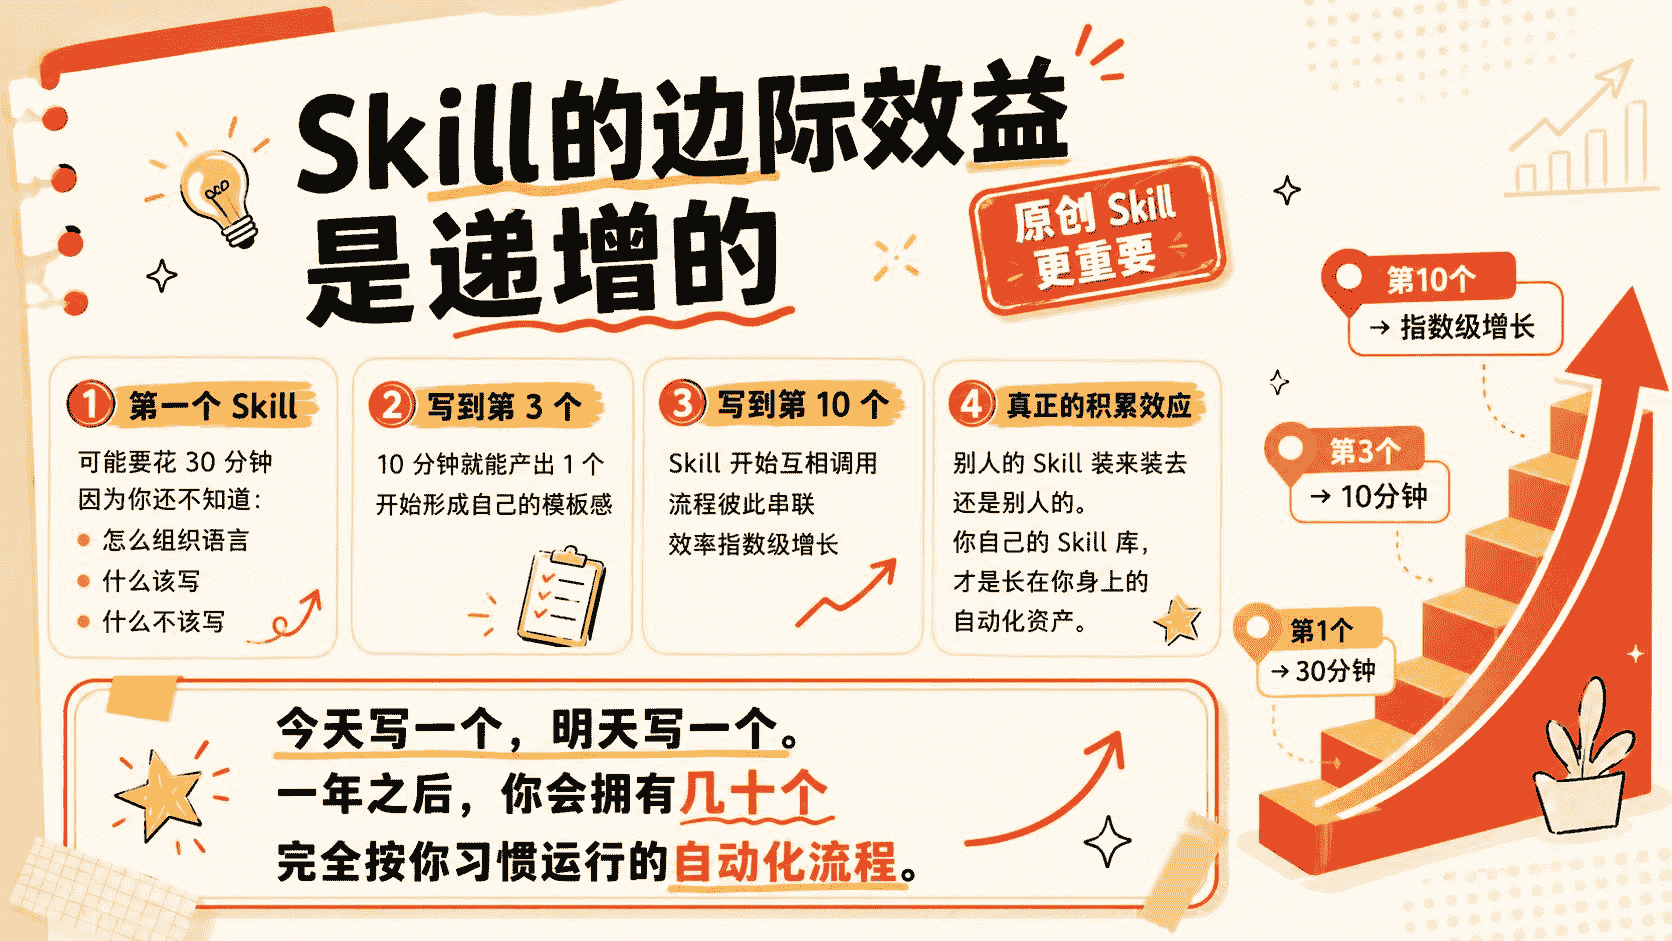 Skill的边际效益
是递增的
原创 Skill
更重要
1 第一个 Skill
可能要花 30 分钟
因为你还不知道：
怎么组织语言
什么该写
什么不该写
2 写到第 3 个
10 分钟就能产出 1 个
开始形成自己的模板感
3 写到第 10 个
Skill 开始互相调用
流程彼此串联
效率指数级增长
4 真正的积累效应
别人的 Skill 装来装去
还是别人的。
你自己的 Skill 库，
才是长在你身上的
自动化资产。
第10个
→ 指数级增长
第3个
→ 10分钟
第1个
→ 30分钟
今天写一个，明天写一个。
一年之后，你会拥有几十个
完全按你习惯运行的自动化流程。